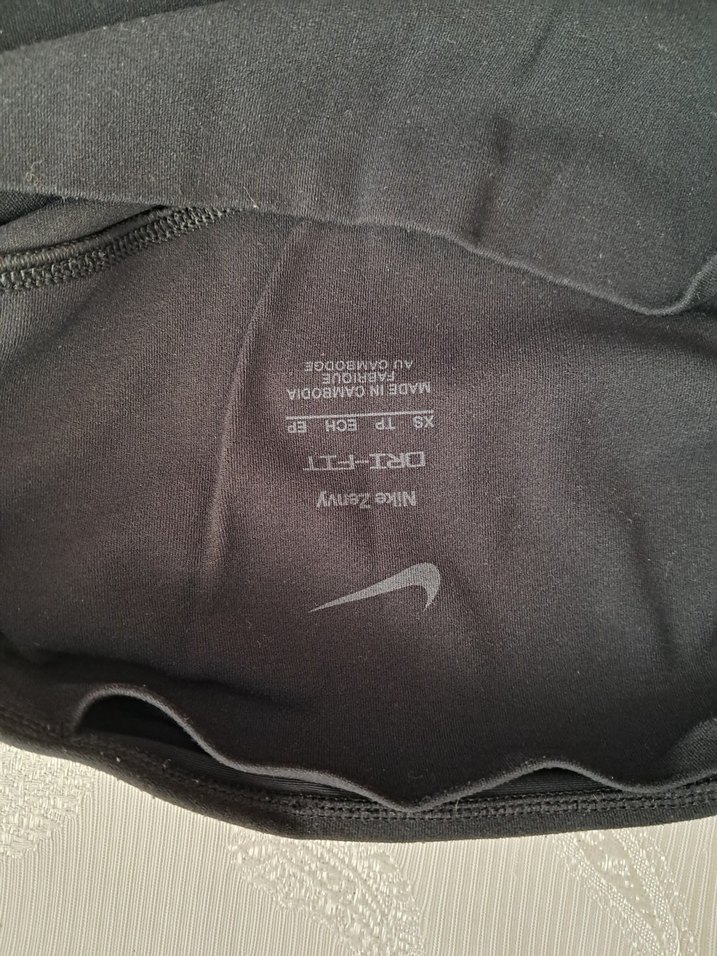 Nike Zenvy
DRI-FIT
XS TP ECH EP
MADE IN CAMBODIA
FABRIQUE
AU CAMBODGE